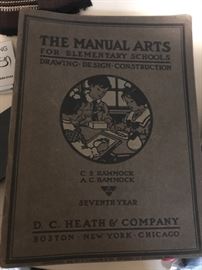 THE MANUAL ARTS
FOR ELEMENTARY SCHOOLS
DRAWING · DESIGN · CONSTRUCTION
C. S. HAMMOCK
A. G. HAMMOCK
SEVENTH YEAR
D. C. HEATH & COMPANY
BOSTON · NEW YORK · CHICAGO